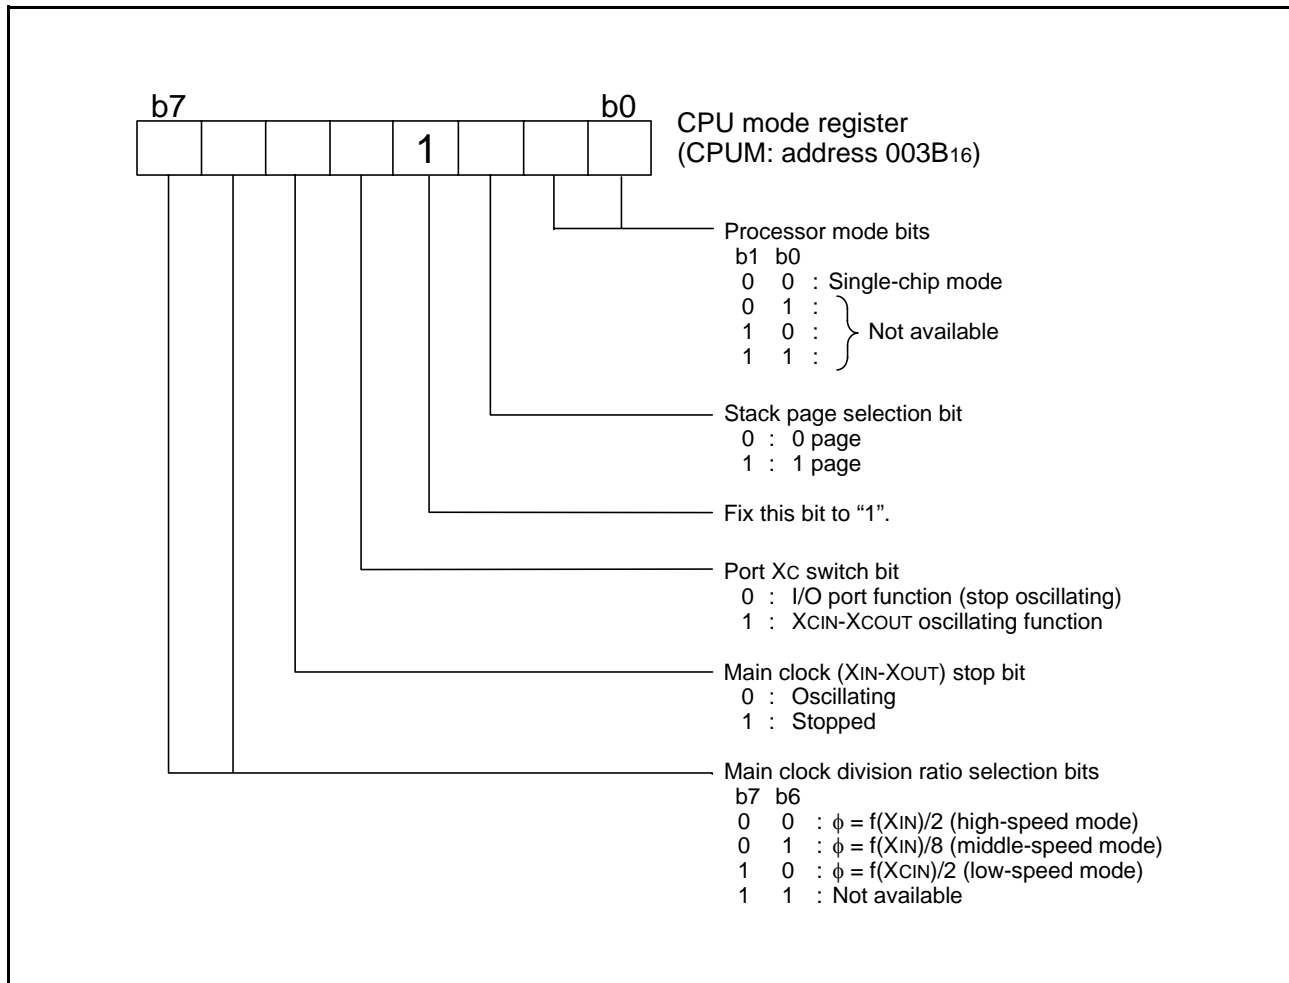 b7 b0
1
CPU mode register
(CPUM: address 003B16)
Processor mode bits
b1 b0
0 0 : Single-chip mode
0 1 :
1 0 : Not available
1 1 :
Stack page selection bit
0 : 0 page
1 : 1 page
Fix this bit to “1”.
Port XC switch bit
0 : I/O port function (stop oscillating)
1 : XCIN-XCOUT oscillating function
Main clock (XIN-XOUT) stop bit
0 : Oscillating
1 : Stopped
Main clock division ratio selection bits
b7 b6
0 0 : φ = f(XIN)/2 (high-speed mode)
0 1 : φ = f(XIN)/8 (middle-speed mode)
1 0 : φ = f(XCIN)/2 (low-speed mode)
1 1 : Not available